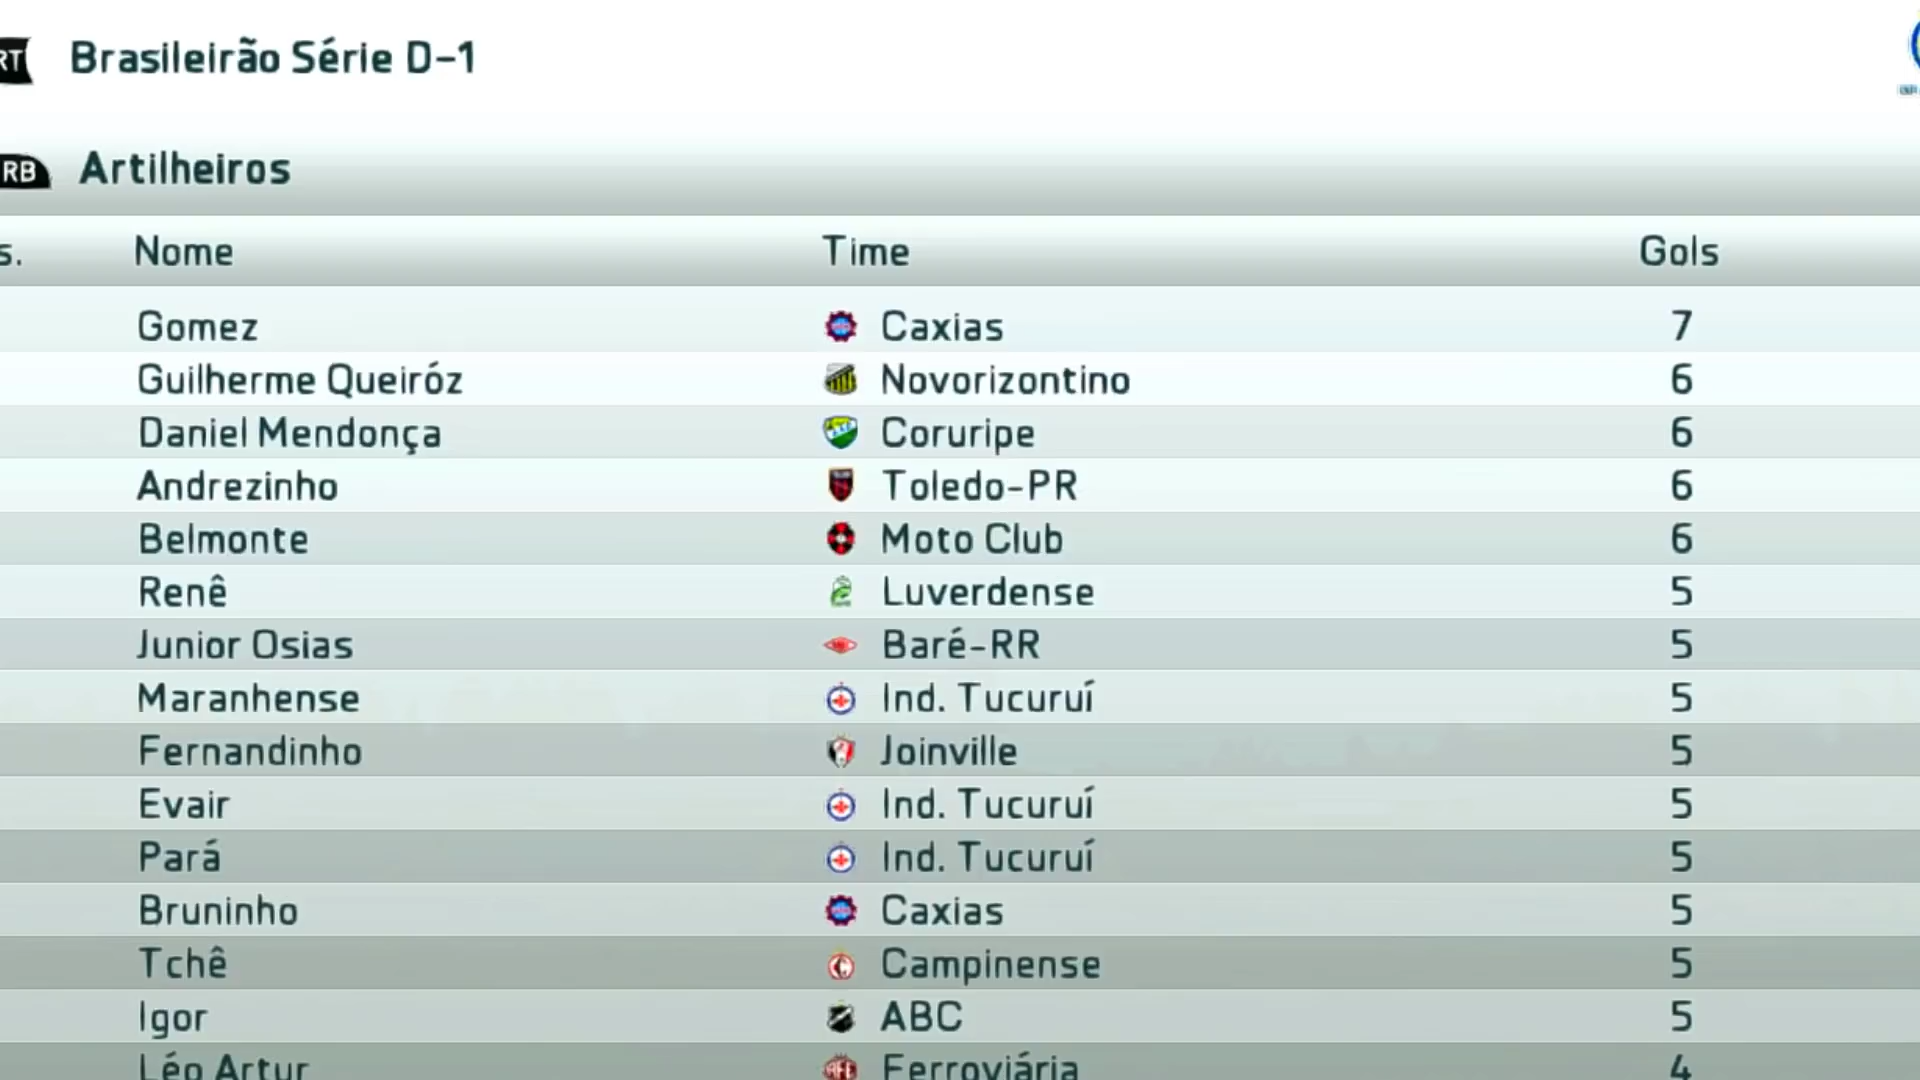 RT Brasileirão Série D-1
RB Artilheiros
s. Nome Time Gols
Gomez Caxias 7
Guilherme Queiróz Novorizontino 6
Daniel Mendonça Coruripe 6
Andrezinho Toledo-PR 6
Belmonte Moto Club 6
Renê Luverdense 5
Junior Osias Baré-RR 5
Maranhense Ind. Tucuruí 5
Fernandinho Joinville 5
Evair Ind. Tucuruí 5
Pará Ind. Tucuruí 5
Bruninho Caxias 5
Tchê Campinense 5
Igor ABC 5
Léo Artur Ferroviária 4